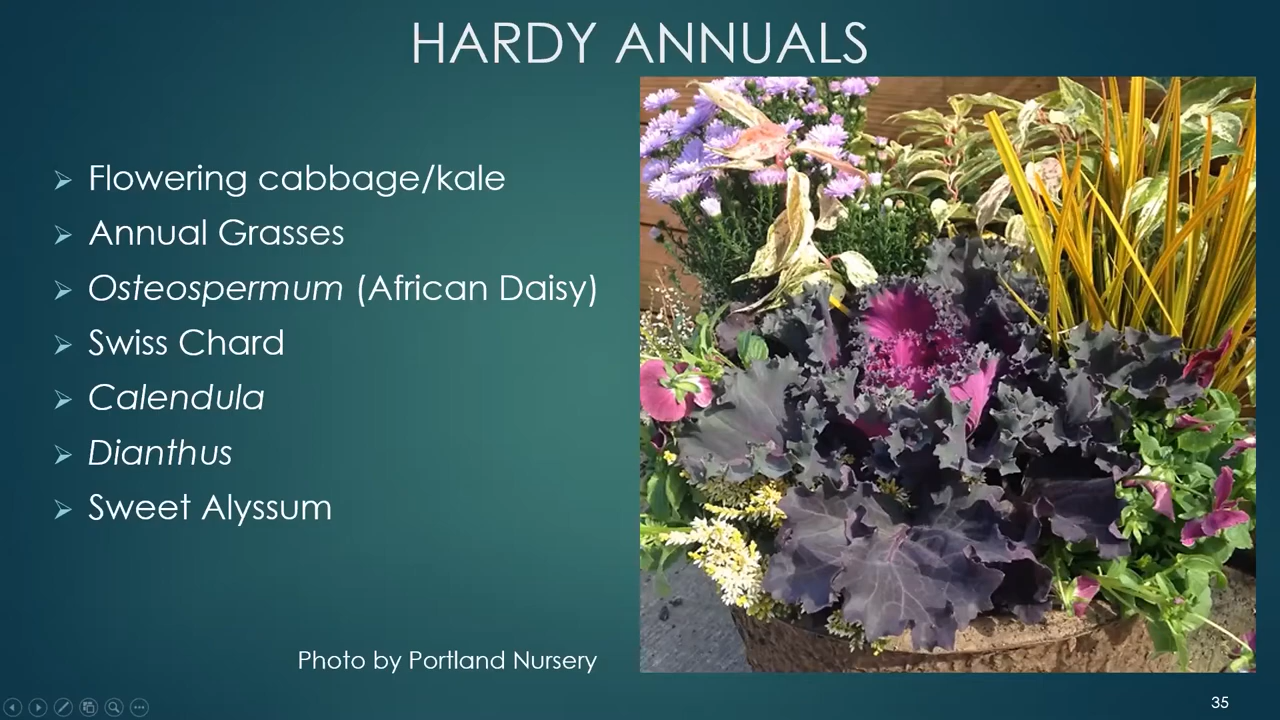 HARDY ANNUALS
Flowering cabbage/kale
Annual Grasses
Osteospermum (African Daisy)
Swiss Chard
Calendula
Dianthus
Sweet Alyssum
Photo by Portland Nursery
35